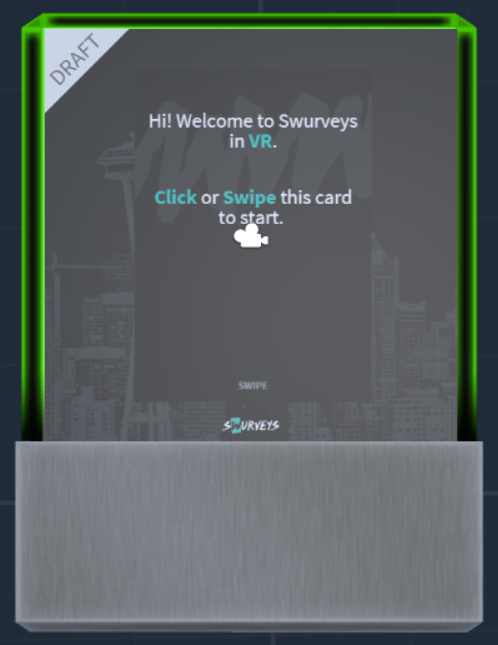 DRAFT
Hi! Welcome to Swurveys
in VR.
Click or Swipe this card
to start.
SWIPE
SWURVEYS